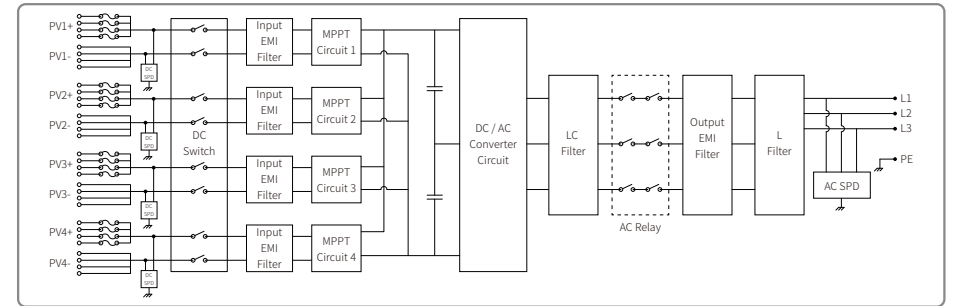 PV1+
PV1-
DC
SPD
Input
EMI
Filter
MPPT
Circuit 1
PV2+
PV2-
DC
SPD
Input
EMI
Filter
MPPT
Circuit 2
DC
Switch
PV3+
PV3-
DC
SPD
Input
EMI
Filter
MPPT
Circuit 3
PV4+
PV4-
DC
SPD
Input
EMI
Filter
MPPT
Circuit 4
DC / AC
Converter
Circuit
LC
Filter
AC Relay
Output
EMI
Filter
L
Filter
L1
L2
L3
PE
AC SPD